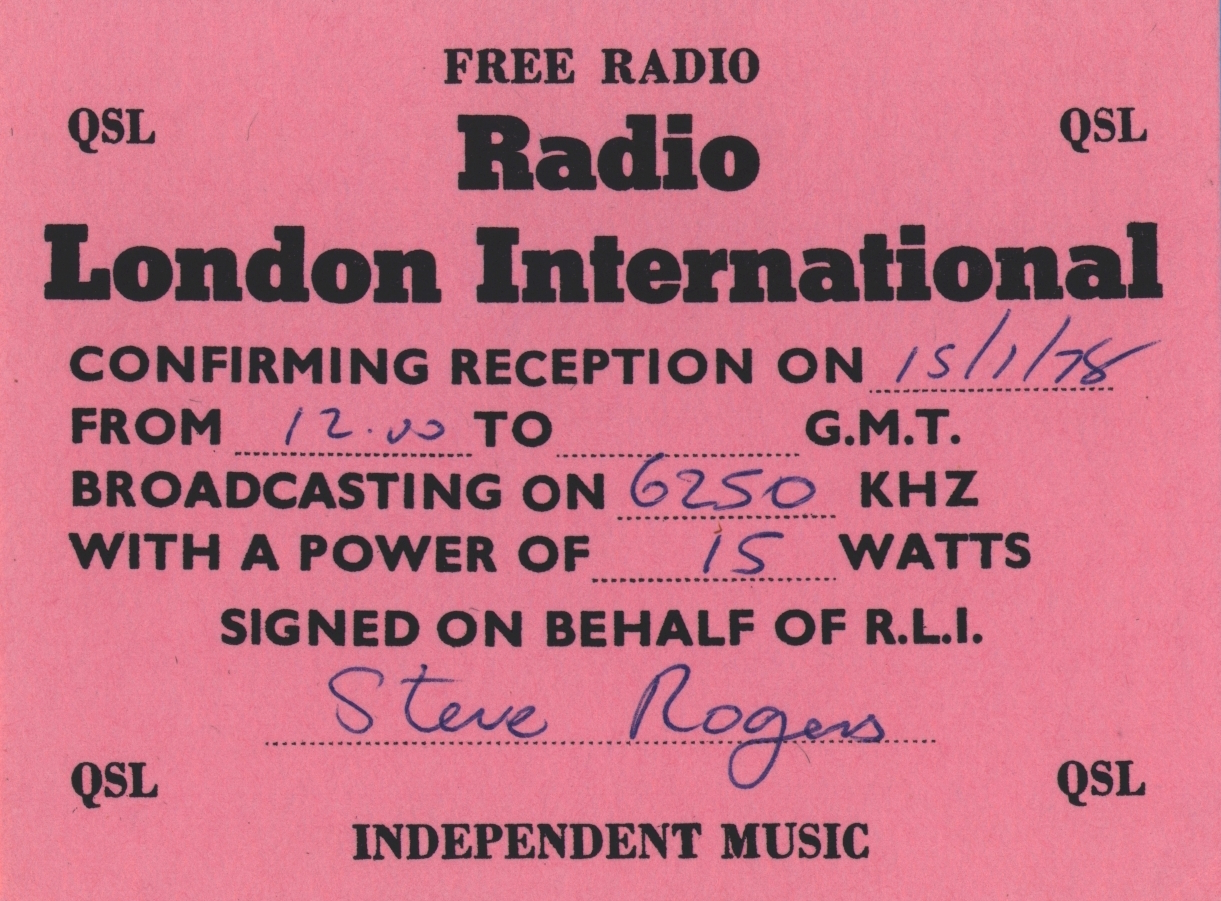 FREE RADIO
QSL QSL
Radio
London International
CONFIRMING RECEPTION ON 15/1/78
FROM 12.00 TO G.M.T.
BROADCASTING ON 6250 KHZ
WITH A POWER OF 15 WATTS
SIGNED ON BEHALF OF R.L.I.
Steve Rogers
QSL QSL
INDEPENDENT MUSIC